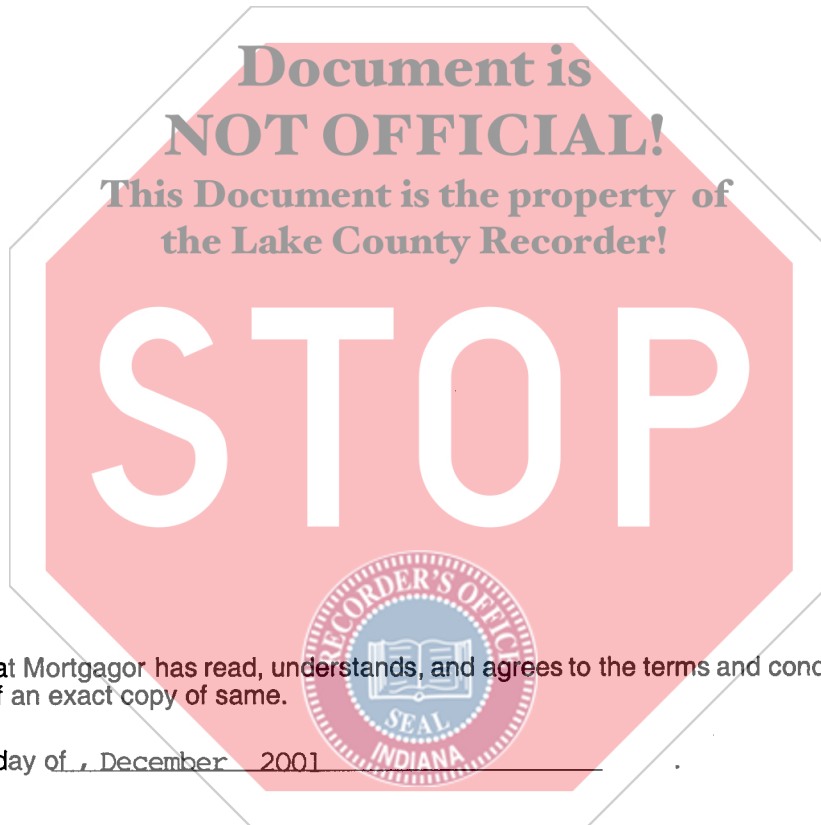 Document is
NOT OFFICIAL!
This Document is the property of
the Lake County Recorder!
STOP
RECORDER'S OFFICE
at Mortgagor has read, understands, and agrees to the terms and cond
f an exact copy of same.
SEAL
INDIANA
day of , December 2001 .